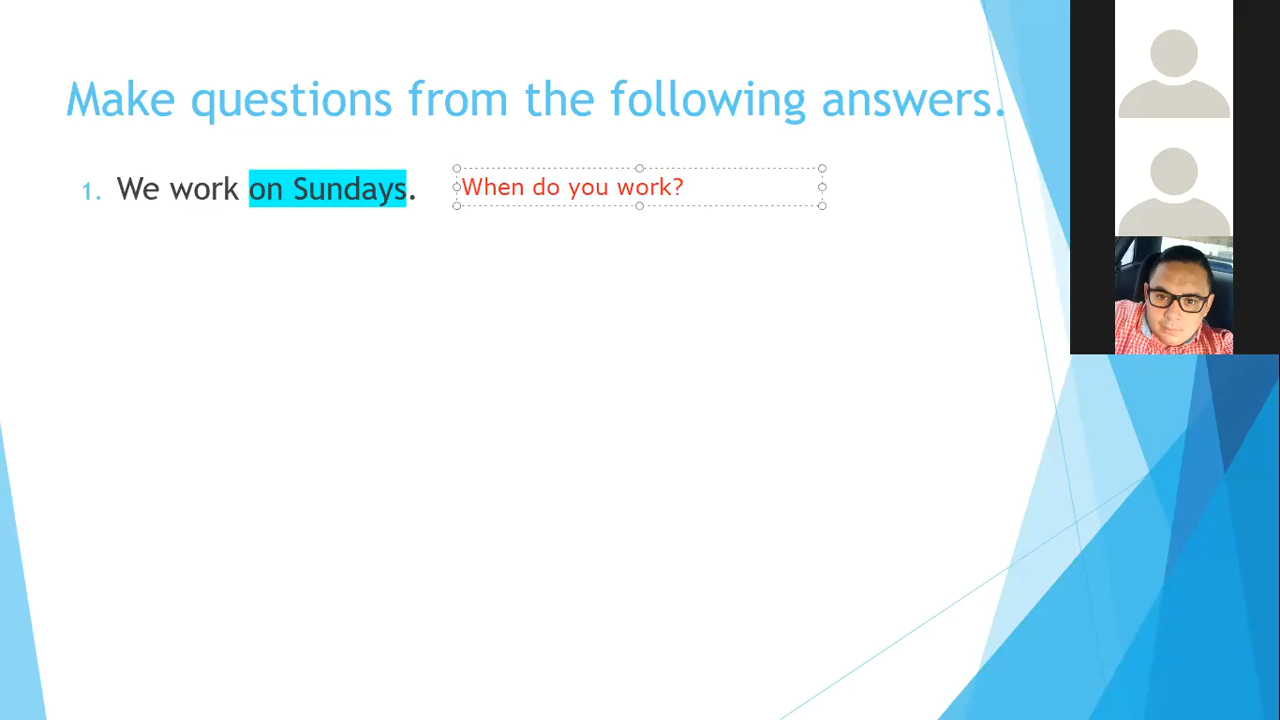 Make questions from the following answers.
1. We work on Sundays. When do you work?